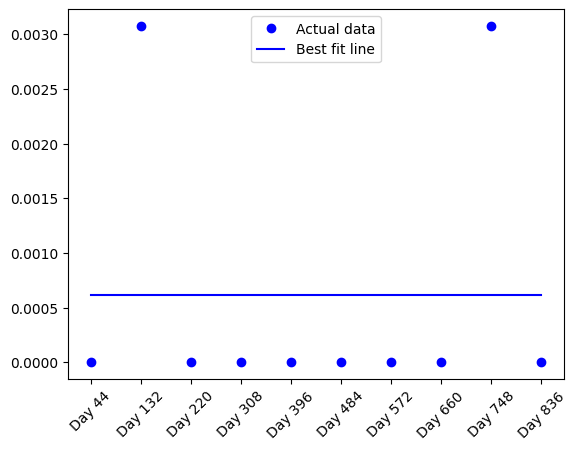 Actual data
Best fit line
0.0030
0.0025
0.0020
0.0015
0.0010
0.0005
0.0000
Day 44
Day 132
Day 220
Day 308
Day 396
Day 484
Day 572
Day 660
Day 748
Day 836